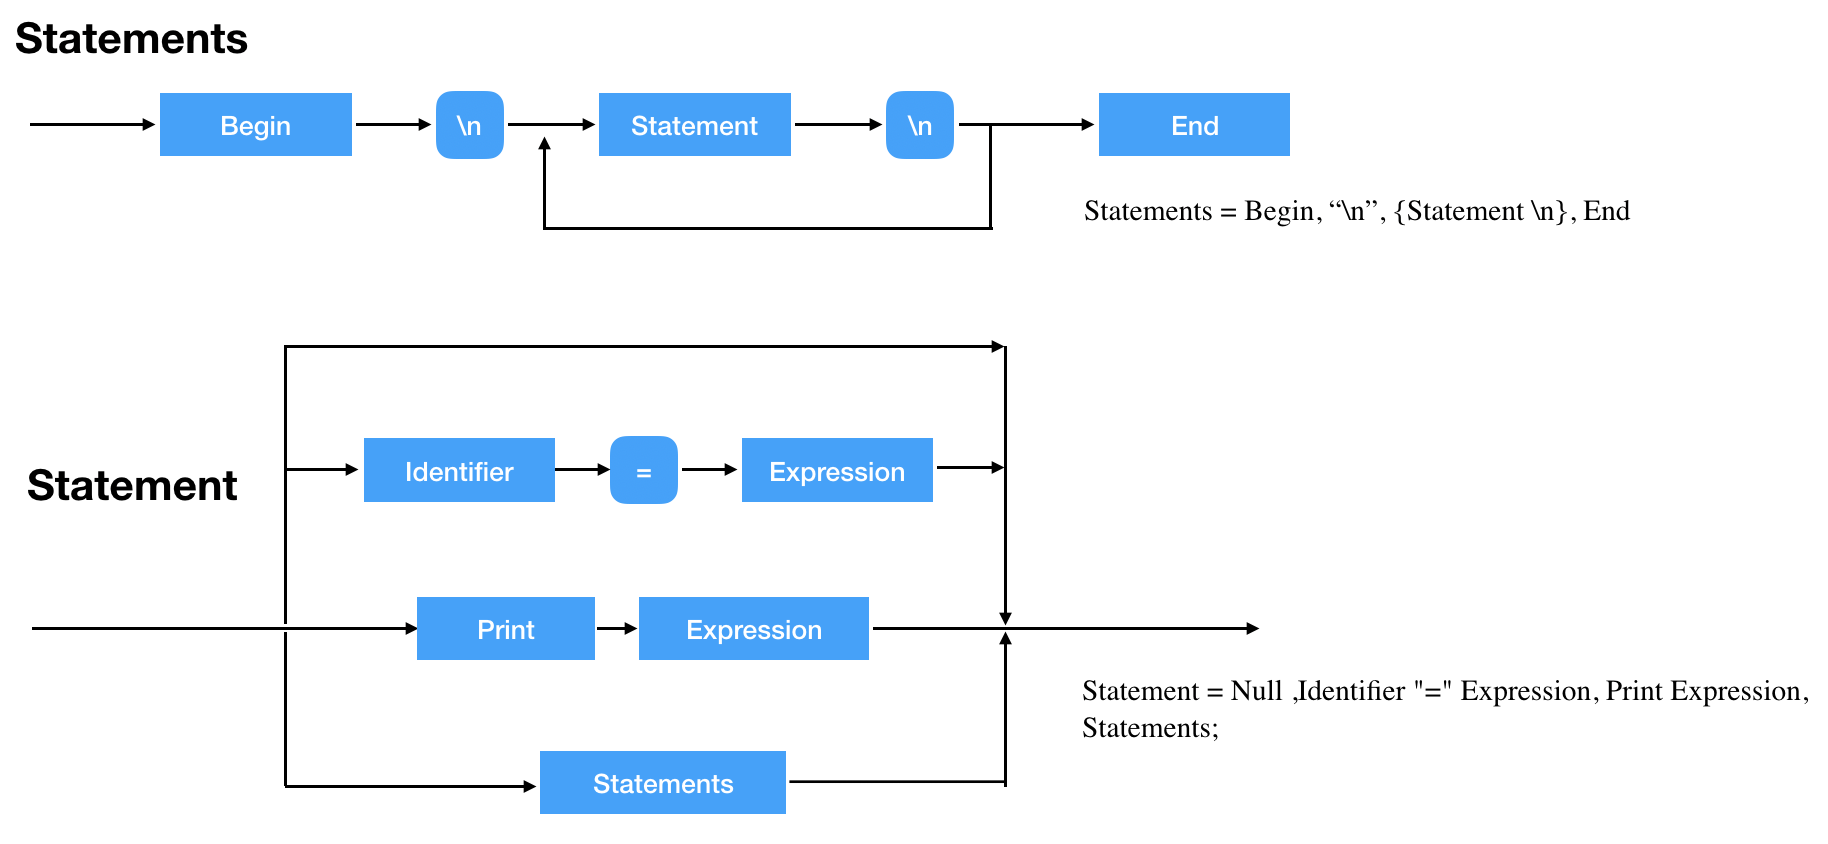 Statements
Begin
\n
Statement
\n
End
Statements = Begin, “\n”, {Statement \n}, End
Identifier
=
Expression
Statement
Print
Expression
Statement = Null ,Identifier "=" Expression, Print Expression,
Statements;
Statements